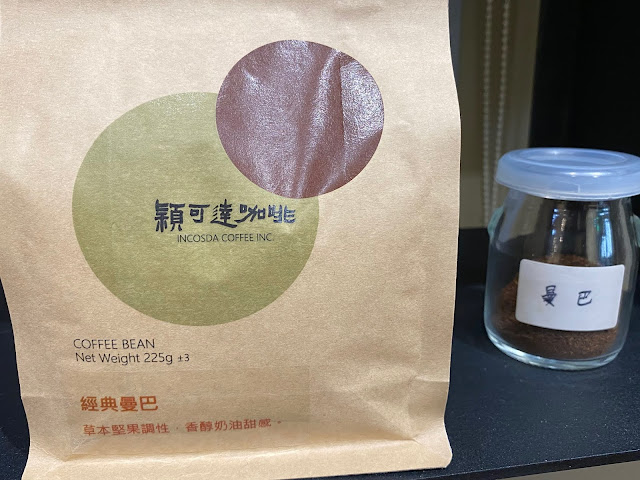 穎可達咖啡
INCOSDA COFFEE INC.
COFFEE BEAN
Net Weight 225g ±3
經典曼巴
草本堅果調性．香醇奶油甜感．
曼巴